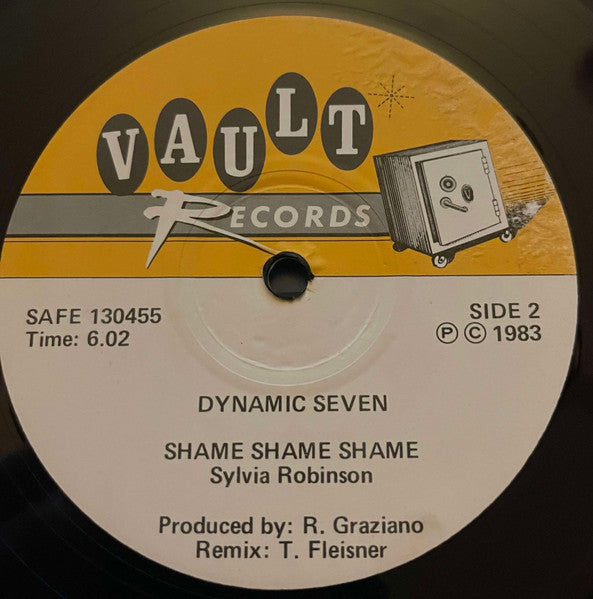 VAULT
RECORDS
SAFE 130455
Time: 6.02
SIDE 2
Ⓟ © 1983
DYNAMIC SEVEN
SHAME SHAME SHAME
Sylvia Robinson
Produced by: R. Graziano
Remix: T. Fleisner